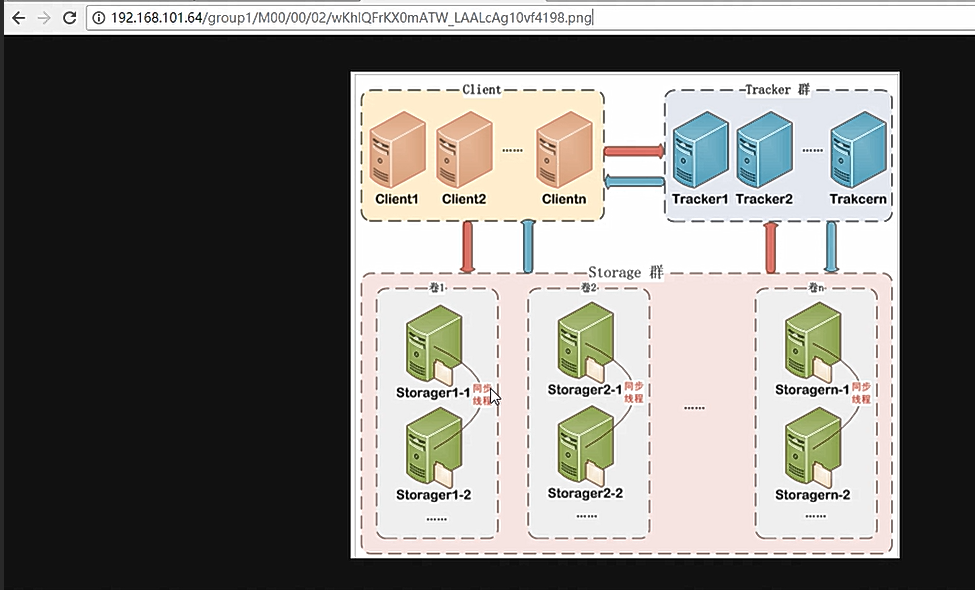 192.168.101.64/group1/M00/00/02/wKhlQFrKX0mATW_LAALcAg10vf4198.png
Client
Tracker 群
......
......
Client1 Client2 Clientn
Tracker1 Tracker2 Trakcern
Storage 群
卷1
卷2
卷n
Storager1-1
同步
线程
Storager1-2
......
Storager2-1
同步
线程
Storager2-2
......
......
Storagern-1
同步
线程
Storagern-2
......